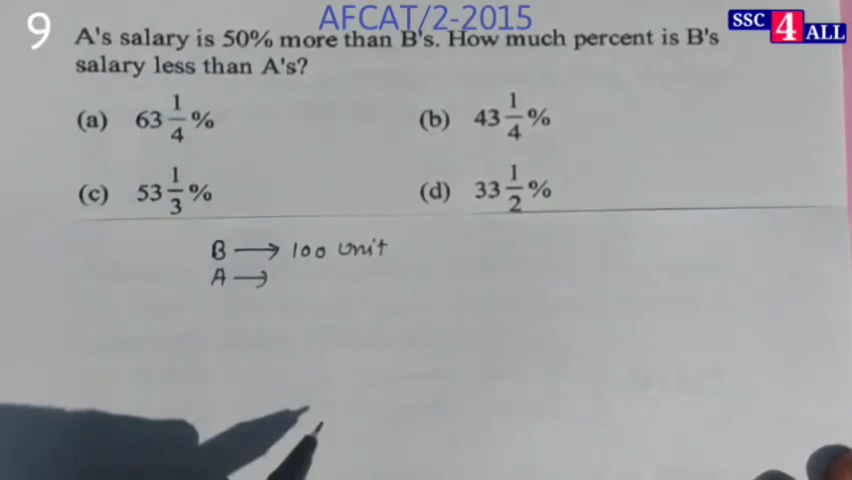 AFCAT/2-2015
SSC 4 ALL
9 A's salary is 50% more than B's. How much percent is B's
salary less than A's?
(a) 63 1/4 % (b) 43 1/4 %
(c) 53 1/3 % (d) 33 1/2 %
B → 100 unit
A →